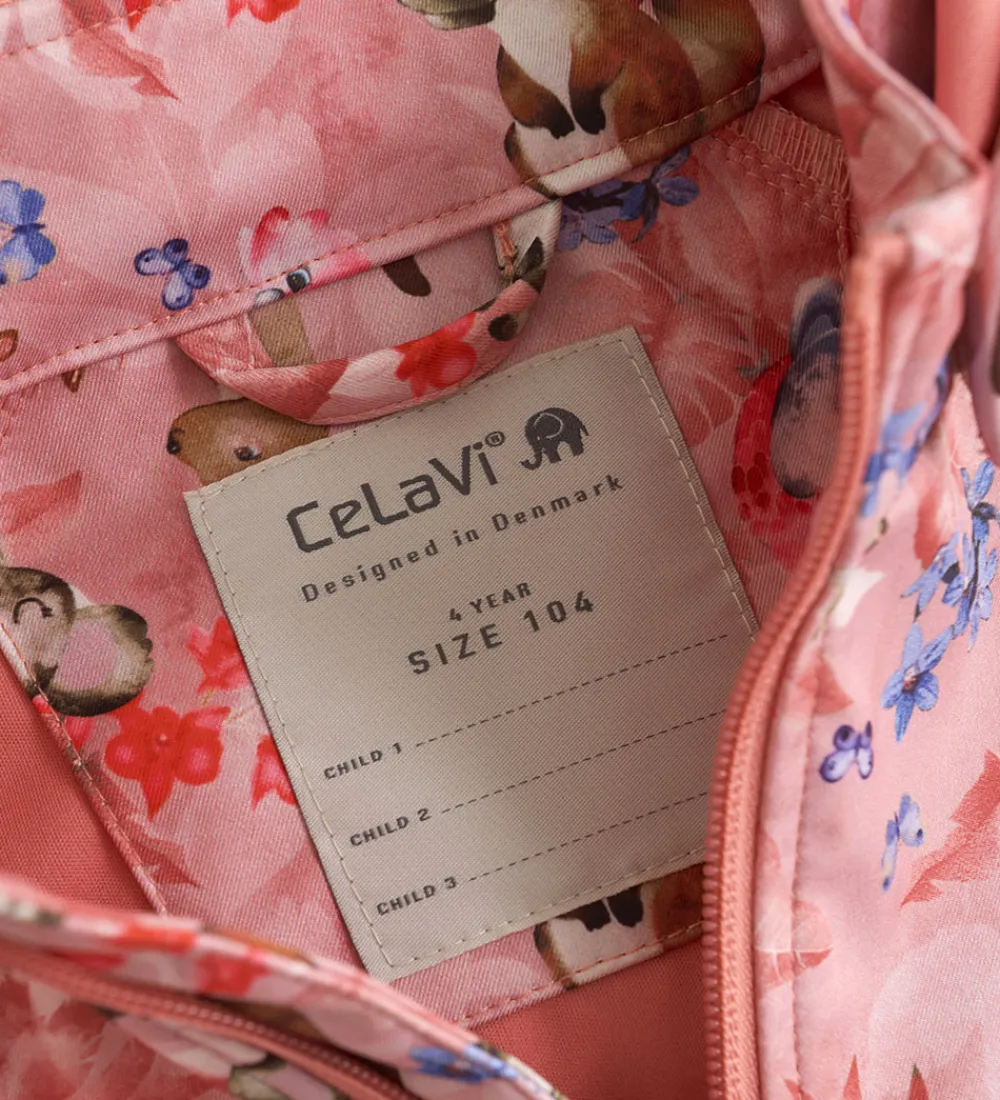 CeLaVi®
Designed in Denmark
4 YEAR
SIZE 104
CHILD 1
CHILD 2
CHILD 3